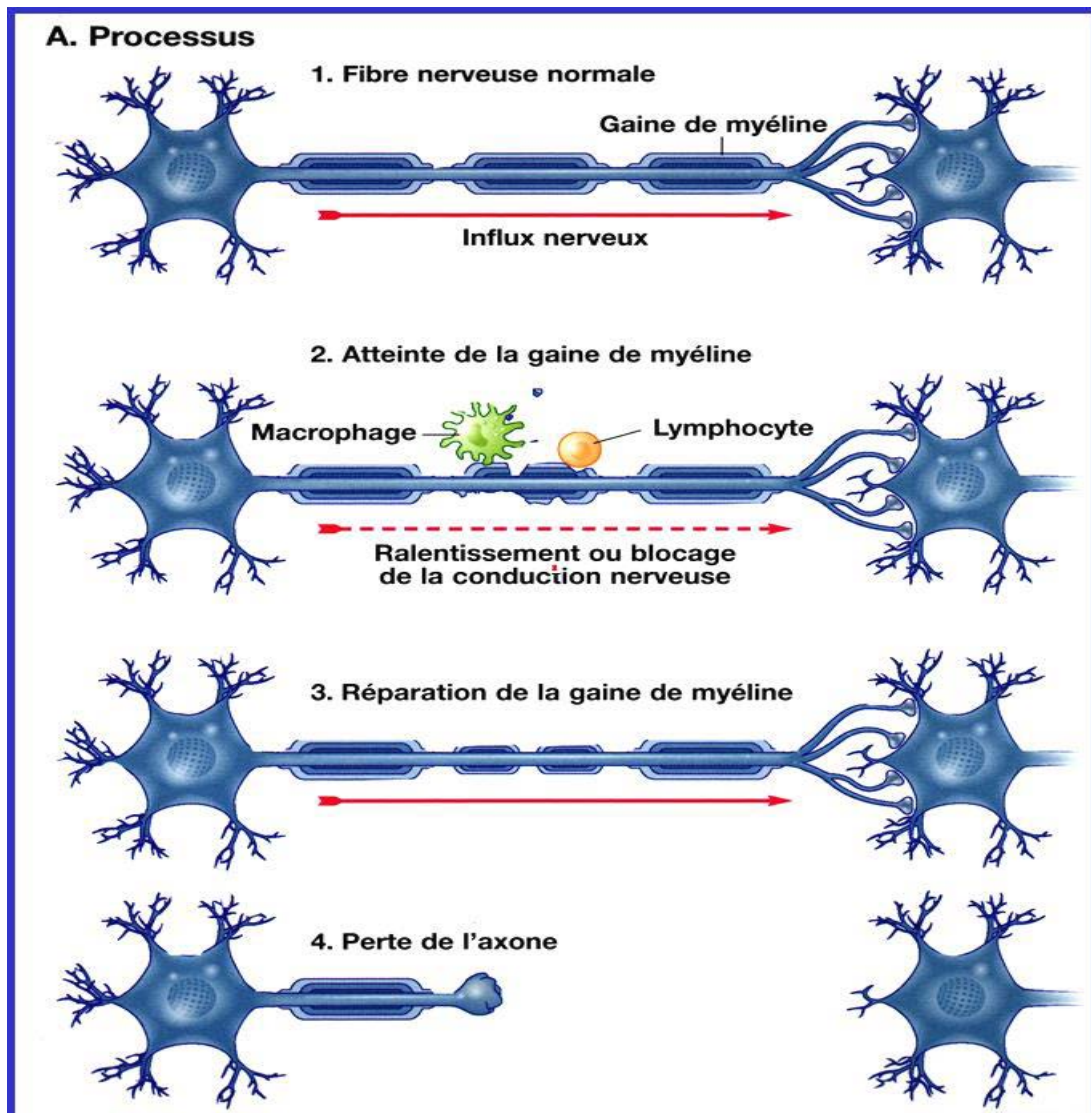 A. Processus
1. Fibre nerveuse normale
Gaine de myéline
Influx nerveux
2. Atteinte de la gaine de myéline
Macrophage
Lymphocyte
Ralentissement ou blocage
de la conduction nerveuse
3. Réparation de la gaine de myéline
4. Perte de l'axone